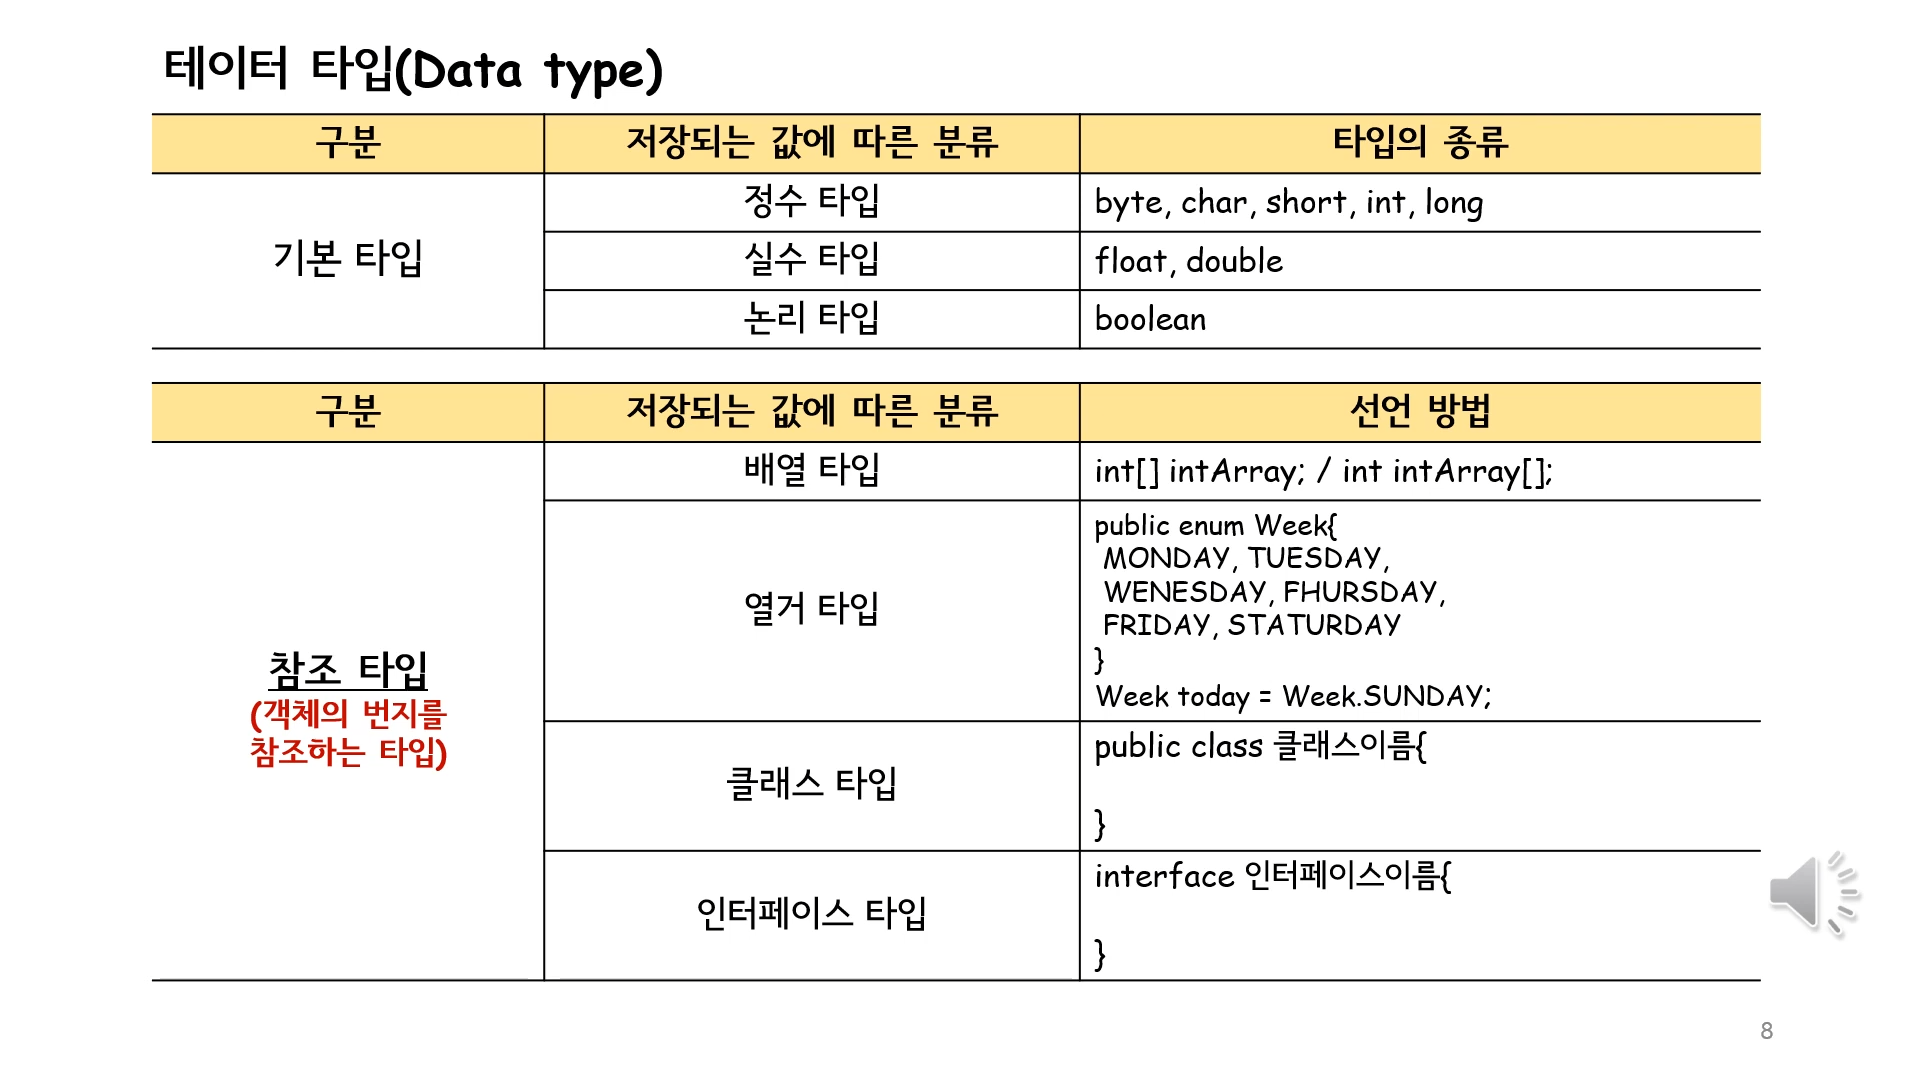 테이터 타입(Data type)
구분 저장되는 값에 따른 분류 타입의 종류
기본 타입
정수 타입 byte, char, short, int, long
실수 타입 float, double
논리 타입 boolean
구분 저장되는 값에 따른 분류 선언 방법
참조 타입
(객체의 번지를
참조하는 타입)
배열 타입 int[] intArray; / int intArray[];
열거 타입
public enum Week{
MONDAY, TUESDAY,
WENESDAY, FHURSDAY,
FRIDAY, STATURDAY
}
Week today = Week.SUNDAY;
클래스 타입
public class 클래스이름{
}
인터페이스 타입
interface 인터페이스이름{
}
8